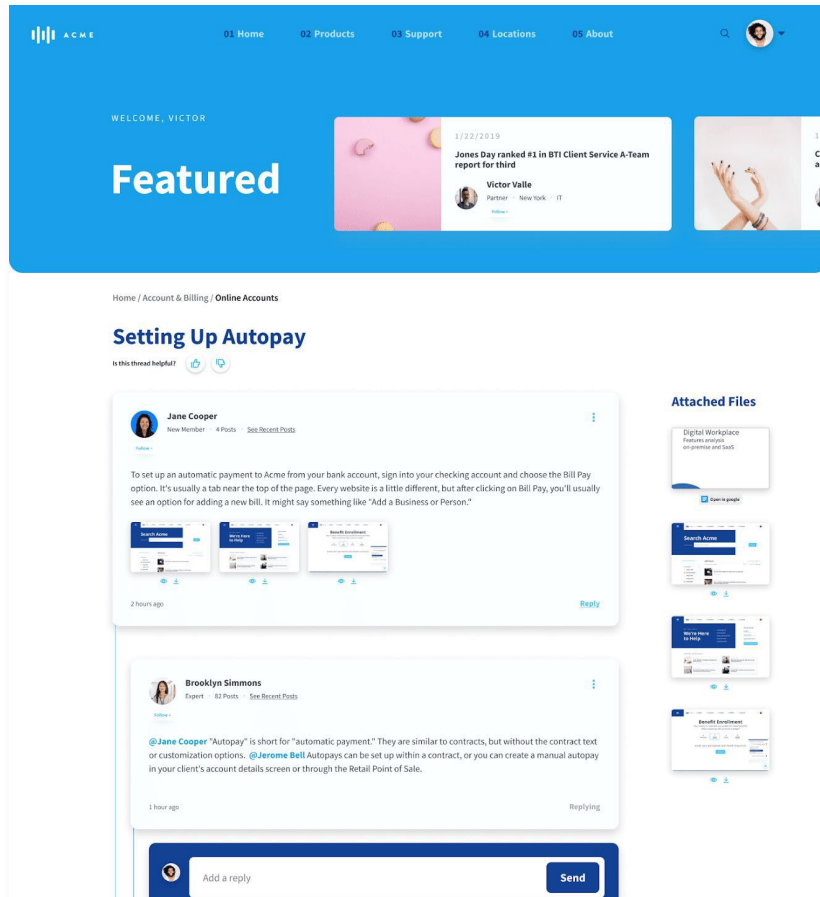 ACME
01 Home
02 Products
03 Support
04 Locations
05 About
WELCOME, VICTOR
Featured
1/22/2019
Jones Day ranked #1 in BTI Client Service A-Team
report for third
Victor Valle
Partner · New York · IT
Follow +
Home / Account & Billing / Online Accounts
Setting Up Autopay
Is this thread helpful?
Jane Cooper
New Member · 4 Posts · See Recent Posts
Follow +
To set up an automatic payment to Acme from your bank account, sign into your checking account and choose the Bill Pay
option. It's usually a tab near the top of the page. Every website is a little different, but after clicking on Bill Pay, you'll usually
see an option for adding a new bill. It might say something like "Add a Business or Person."
Search Acme
We're Here
to Help
Benefit Enrollment
2 hours ago
Reply
Brooklyn Simmons
Expert · 82 Posts · See Recent Posts
Follow +
@Jane Cooper "Autopay" is short for "automatic payment." They are similar to contracts, but without the contract text
or customization options. @Jerome Bell Autopays can be set up within a contract, or you can create a manual autopay
in your client's account details screen or through the Retail Point of Sale.
1 hour ago
Replying
Add a reply
Send
Attached Files
Digital Workplace
Features analysis
on-premise and SaaS
Open in google
Search Acme
We're Here
to Help
Benefit Enrollment